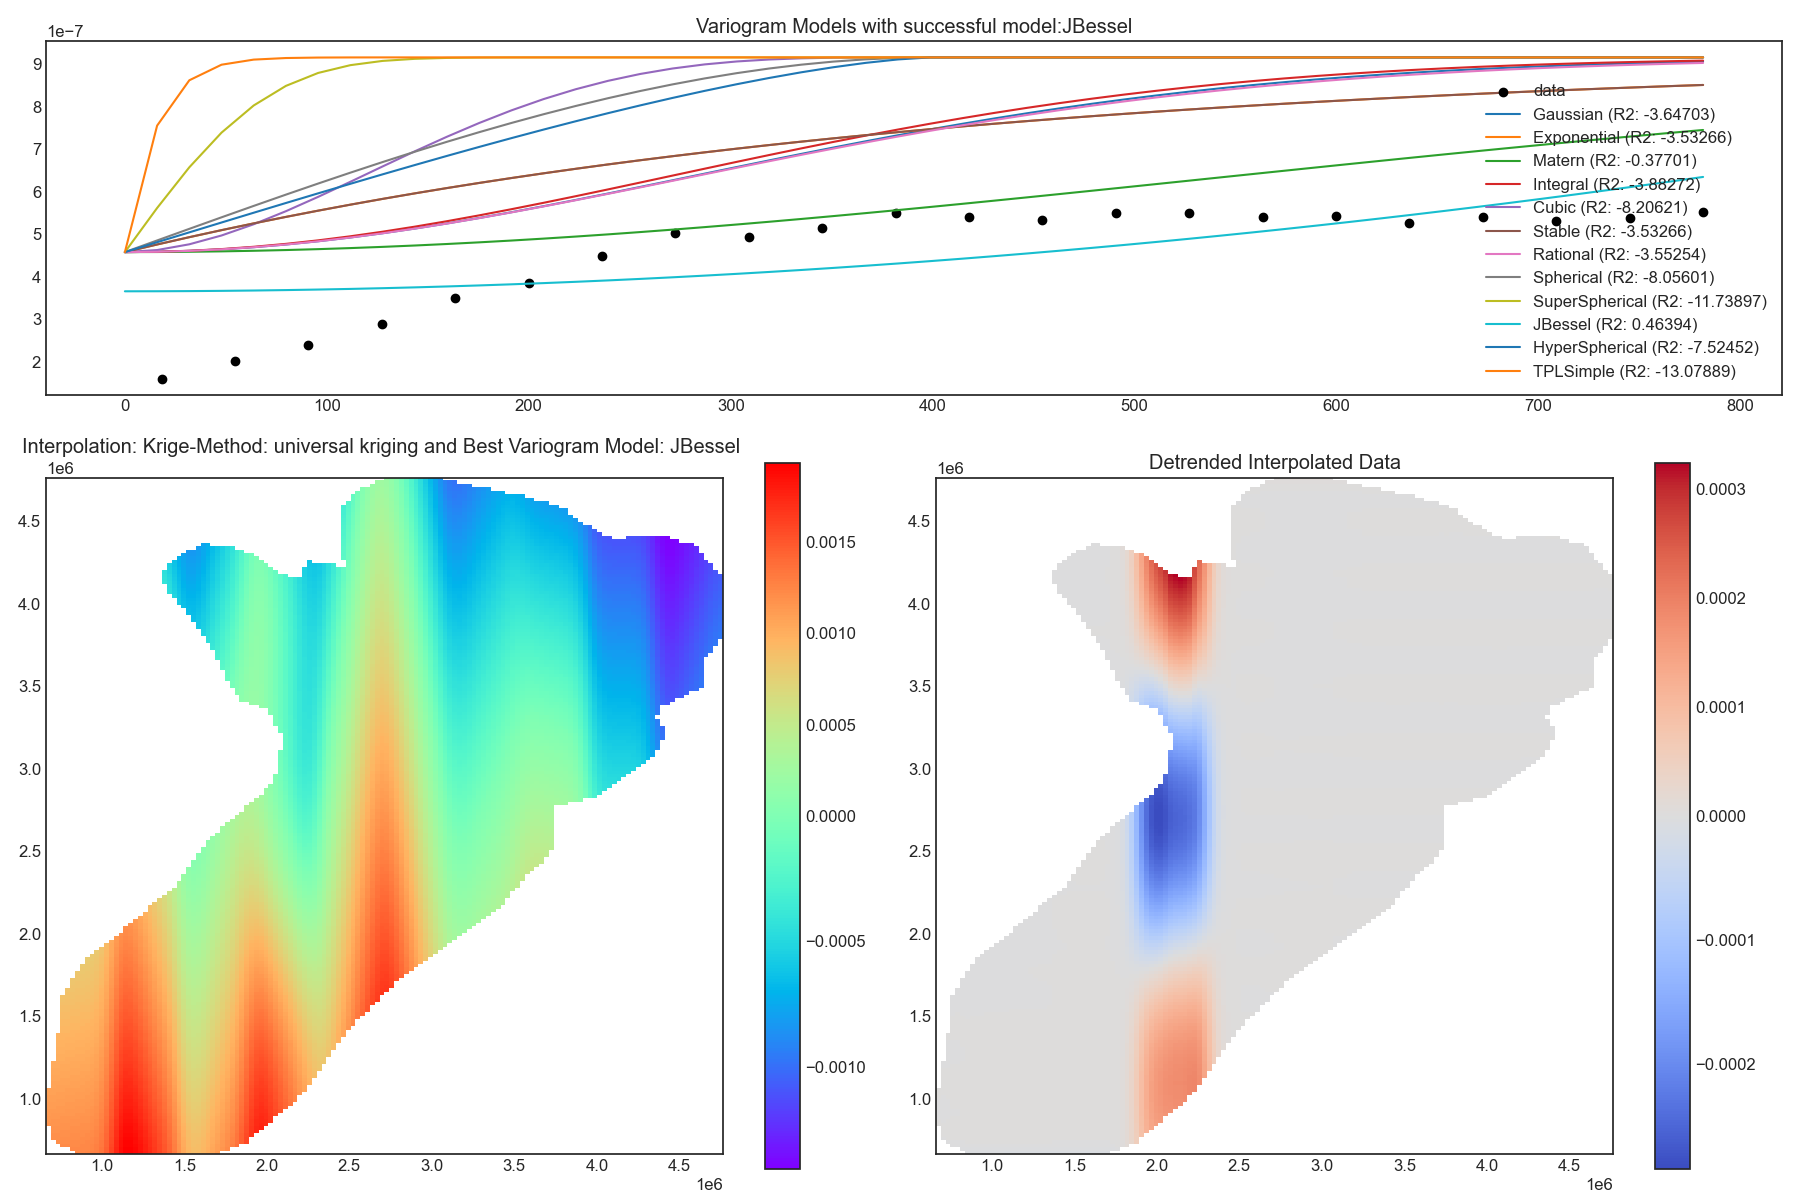 Variogram Models with successful model:JBessel
1e−7
9
8
7
6
5
4
3
2
0 100 200 300 400 500 600 700 800
data
Gaussian (R2: -3.64703)
Exponential (R2: -3.53266)
Matern (R2: -0.37701)
Integral (R2: -3.88272)
Cubic (R2: -8.20621)
Stable (R2: -3.53266)
Rational (R2: -3.55254)
Spherical (R2: -8.05601)
SuperSpherical (R2: -11.73897)
JBessel (R2: 0.46394)
HyperSpherical (R2: -7.52452)
TPLSimple (R2: -13.07889)
Interpolation: Krige-Method: universal kriging and Best Variogram Model: JBessel
1e6
4.5
4.0
3.5
3.0
2.5
2.0
1.5
1.0
1.0 1.5 2.0 2.5 3.0 3.5 4.0 4.5
1e6
0.0015
0.0010
0.0005
0.0000
−0.0005
−0.0010
Detrended Interpolated Data
1e6
4.5
4.0
3.5
3.0
2.5
2.0
1.5
1.0
1.0 1.5 2.0 2.5 3.0 3.5 4.0 4.5
1e6
0.0003
0.0002
0.0001
0.0000
−0.0001
−0.0002